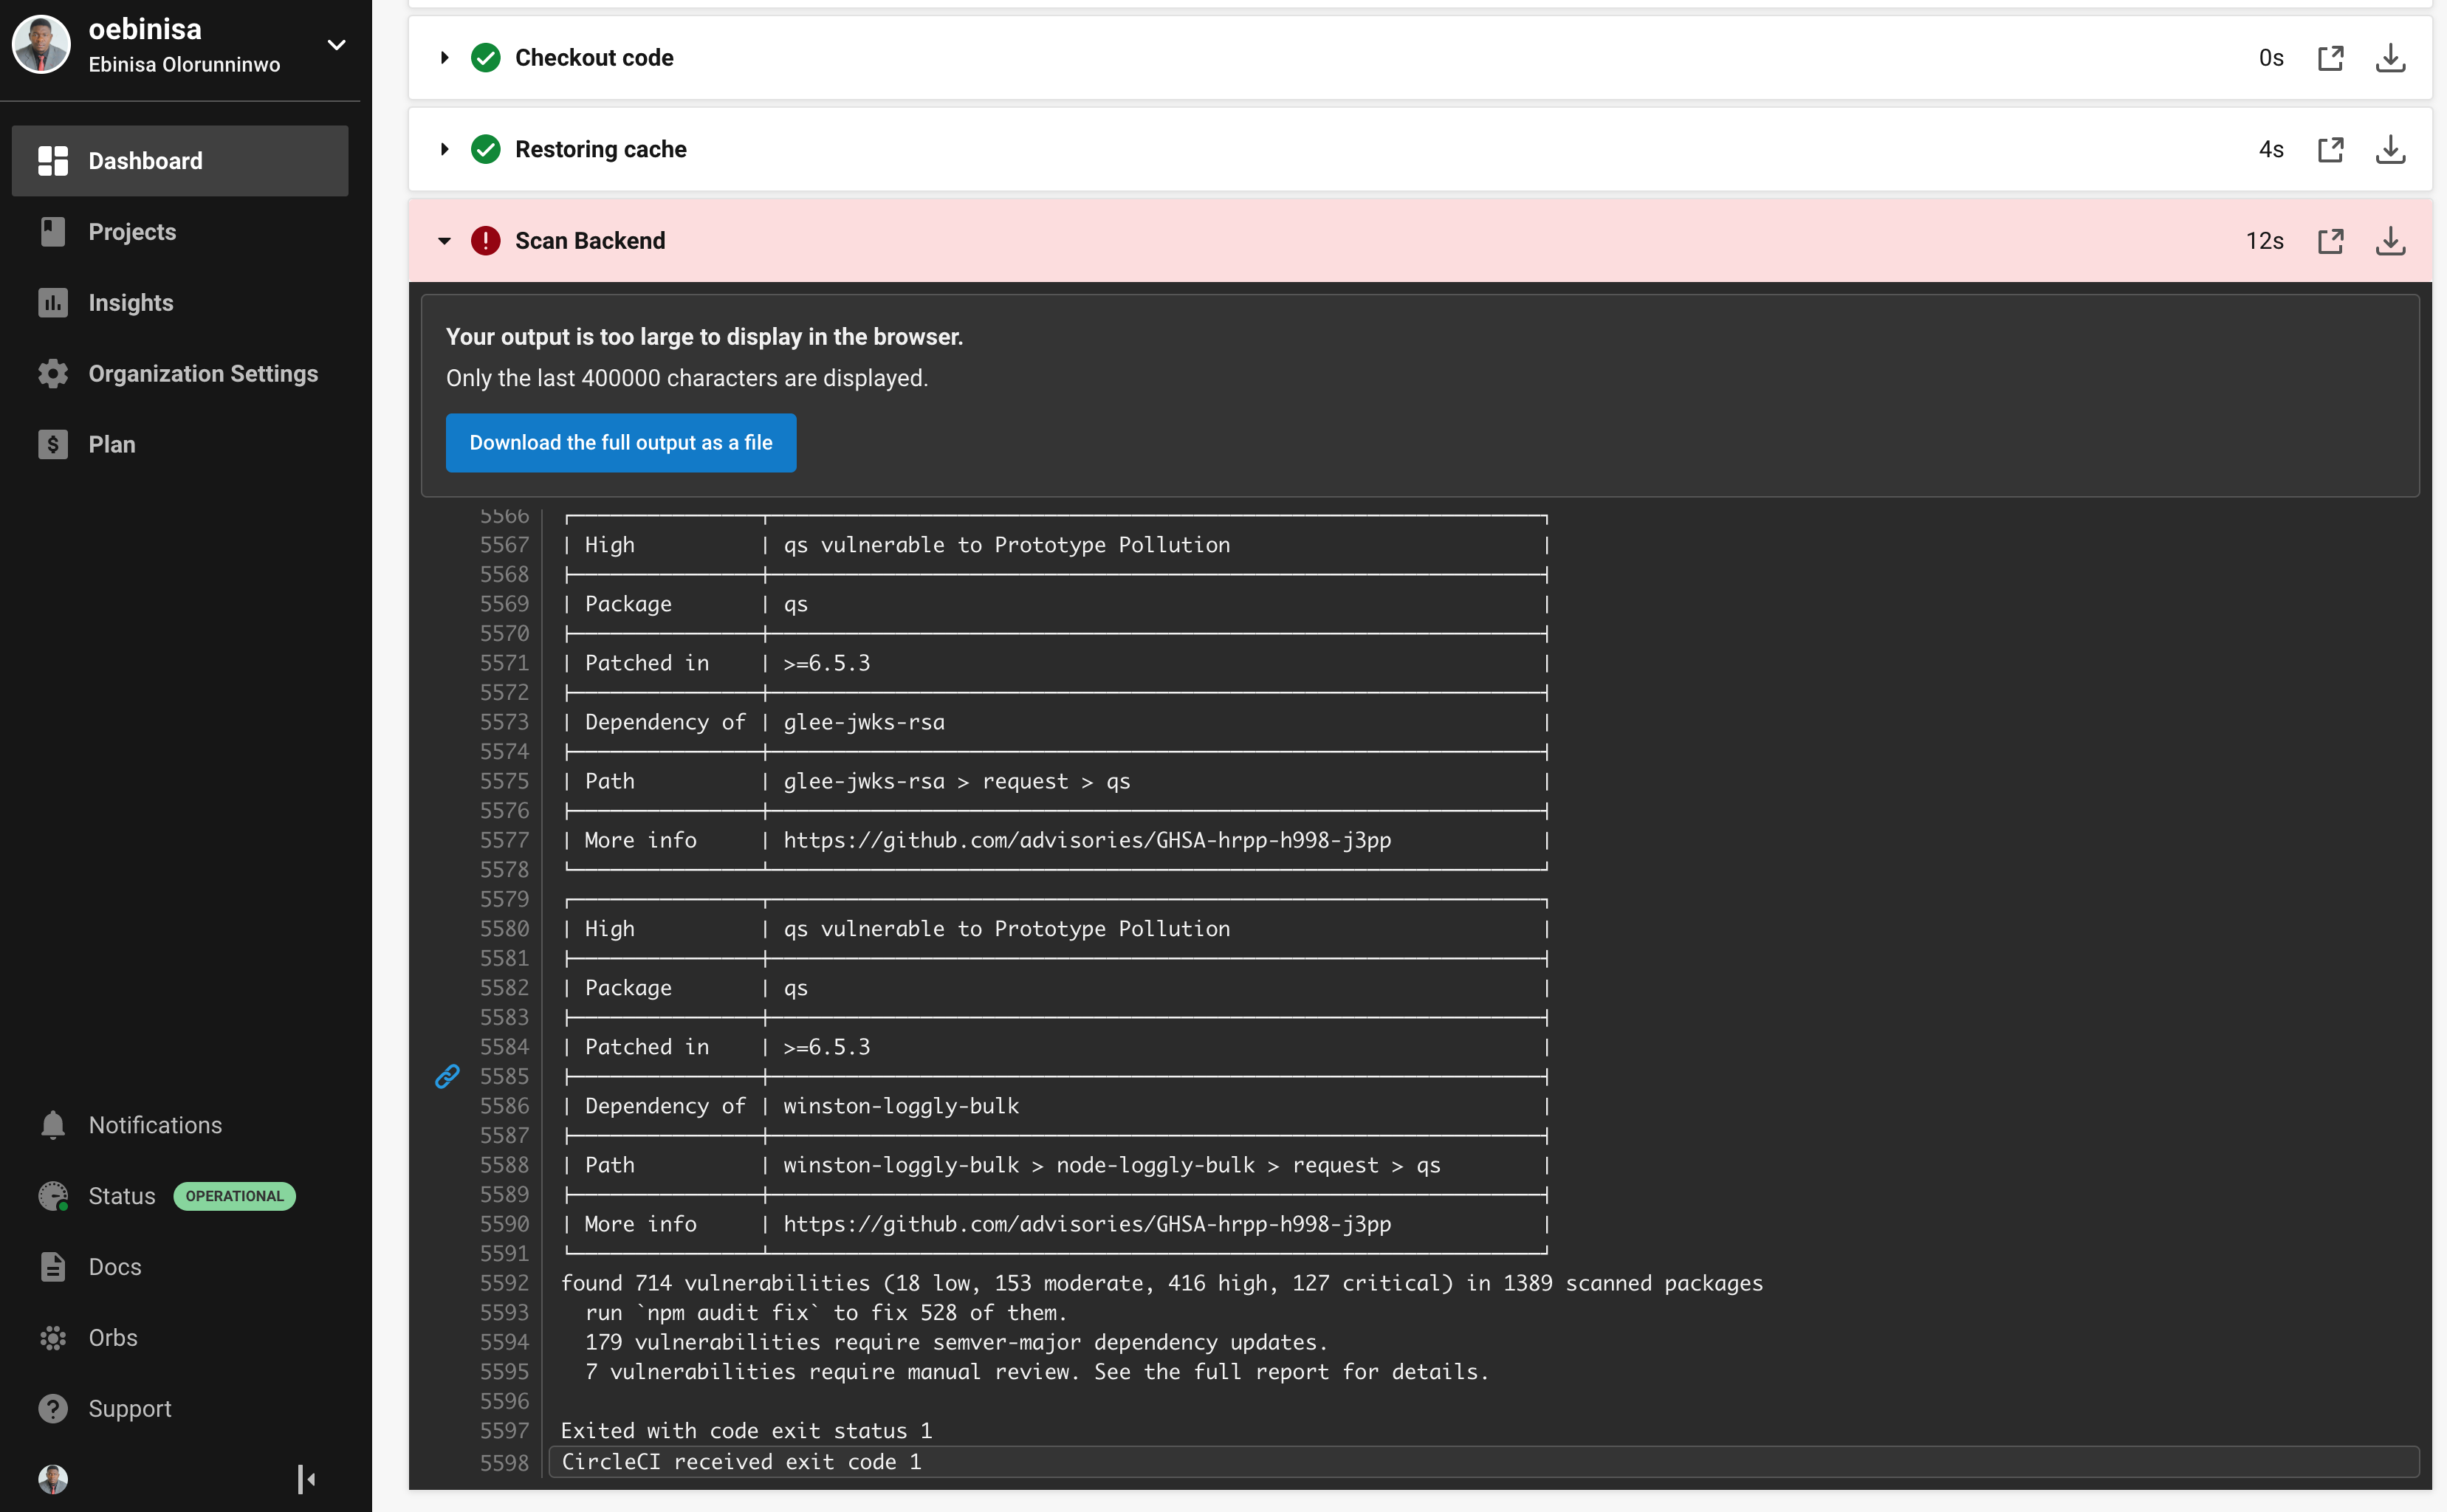 oebinisa
Ebinisa Olorunninwo
Dashboard
Projects
Insights
Organization Settings
Plan
Notifications
Status OPERATIONAL
Docs
Orbs
Support
Checkout code 0s
Restoring cache 4s
Scan Backend 12s
Your output is too large to display in the browser.
Only the last 400000 characters are displayed.
Download the full output as a file
5566
5567 | High | qs vulnerable to Prototype Pollution |
5568
5569 | Package | qs |
5570
5571 | Patched in | >=6.5.3 |
5572
5573 | Dependency of | glee-jwks-rsa |
5574
5575 | Path | glee-jwks-rsa > request > qs |
5576
5577 | More info | https://github.com/advisories/GHSA-hrpp-h998-j3pp |
5578
5579
5580 | High | qs vulnerable to Prototype Pollution |
5581
5582 | Package | qs |
5583
5584 | Patched in | >=6.5.3 |
5585
5586 | Dependency of | winston-loggly-bulk |
5587
5588 | Path | winston-loggly-bulk > node-loggly-bulk > request > qs |
5589
5590 | More info | https://github.com/advisories/GHSA-hrpp-h998-j3pp |
5591
5592 found 714 vulnerabilities (18 low, 153 moderate, 416 high, 127 critical) in 1389 scanned packages
5593 run `npm audit fix` to fix 528 of them.
5594 179 vulnerabilities require semver-major dependency updates.
5595 7 vulnerabilities require manual review. See the full report for details.
5596
5597 Exited with code exit status 1
5598 CircleCI received exit code 1